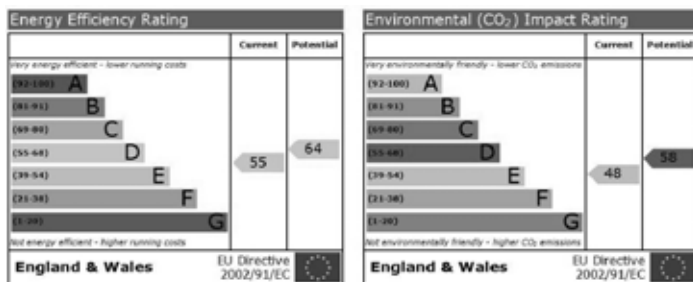 Energy Efficiency Rating
Current Potential
Very energy efficient - lower running costs
(92-100) A
(81-91) B
(69-80) C
(55-68) D
(39-54) E
(21-38) F
(1-20) G
55
64
Not energy efficient - higher running costs
England & Wales
EU Directive
2002/91/EC
Environmental (CO₂) Impact Rating
Current Potential
Very environmentally friendly - lower CO₂ emissions
(92-100) A
(81-91) B
(69-80) C
(55-68) D
(39-54) E
(21-38) F
(1-20) G
48
58
Not environmentally friendly - higher CO₂ emissions
England & Wales
EU Directive
2002/91/EC